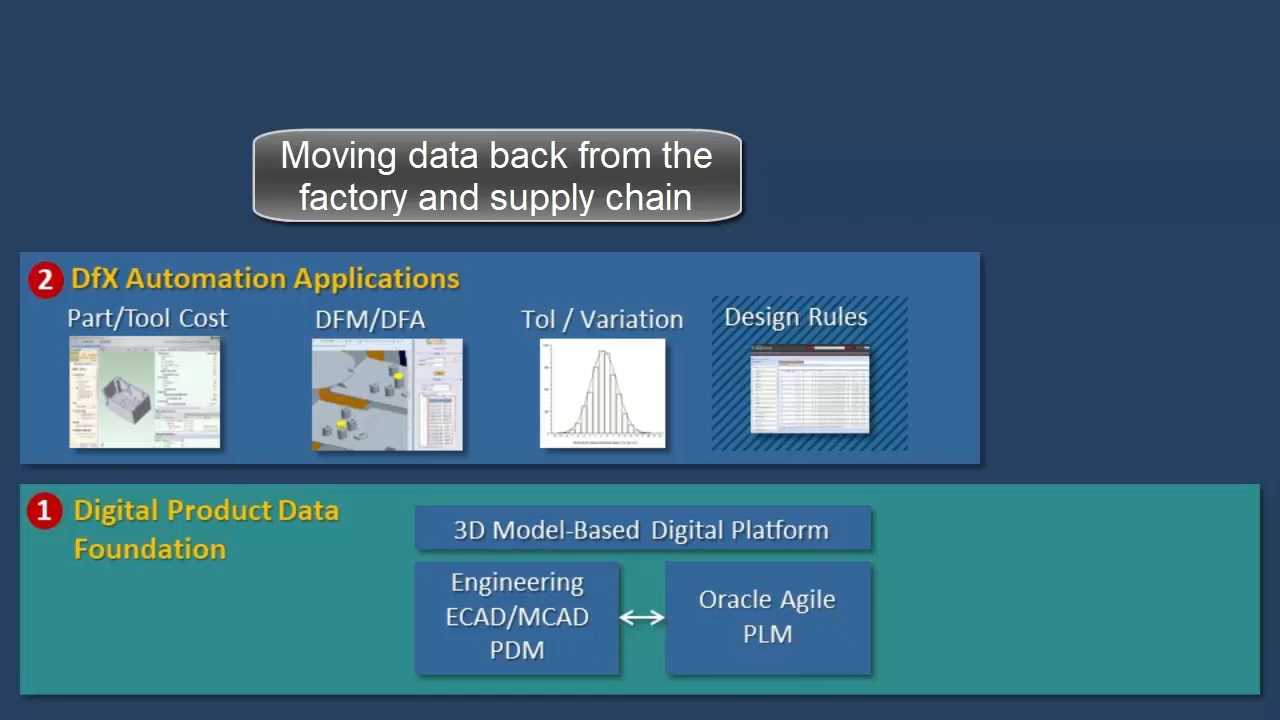 Moving data back from the
factory and supply chain
2 DfX Automation Applications
Part/Tool Cost
DFM/DFA
Tol / Variation
Design Rules
1 Digital Product Data
Foundation
3D Model-Based Digital Platform
Engineering
ECAD/MCAD
PDM
Oracle Agile
PLM